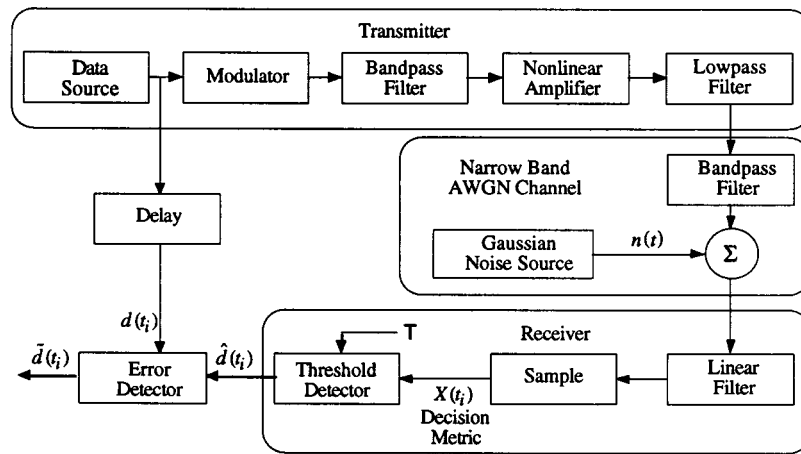 Transmitter
Data
Source
Modulator
Bandpass
Filter
Nonlinear
Amplifier
Lowpass
Filter
Narrow Band
AWGN Channel
Bandpass
Filter
Delay
Gaussian
Noise Source
n(t)
Σ
d(t_i)
Receiver
T
d̃(t_i)
Error
Detector
d̂(t_i)
Threshold
Detector
X(t_i)
Decision
Metric
Sample
Linear
Filter